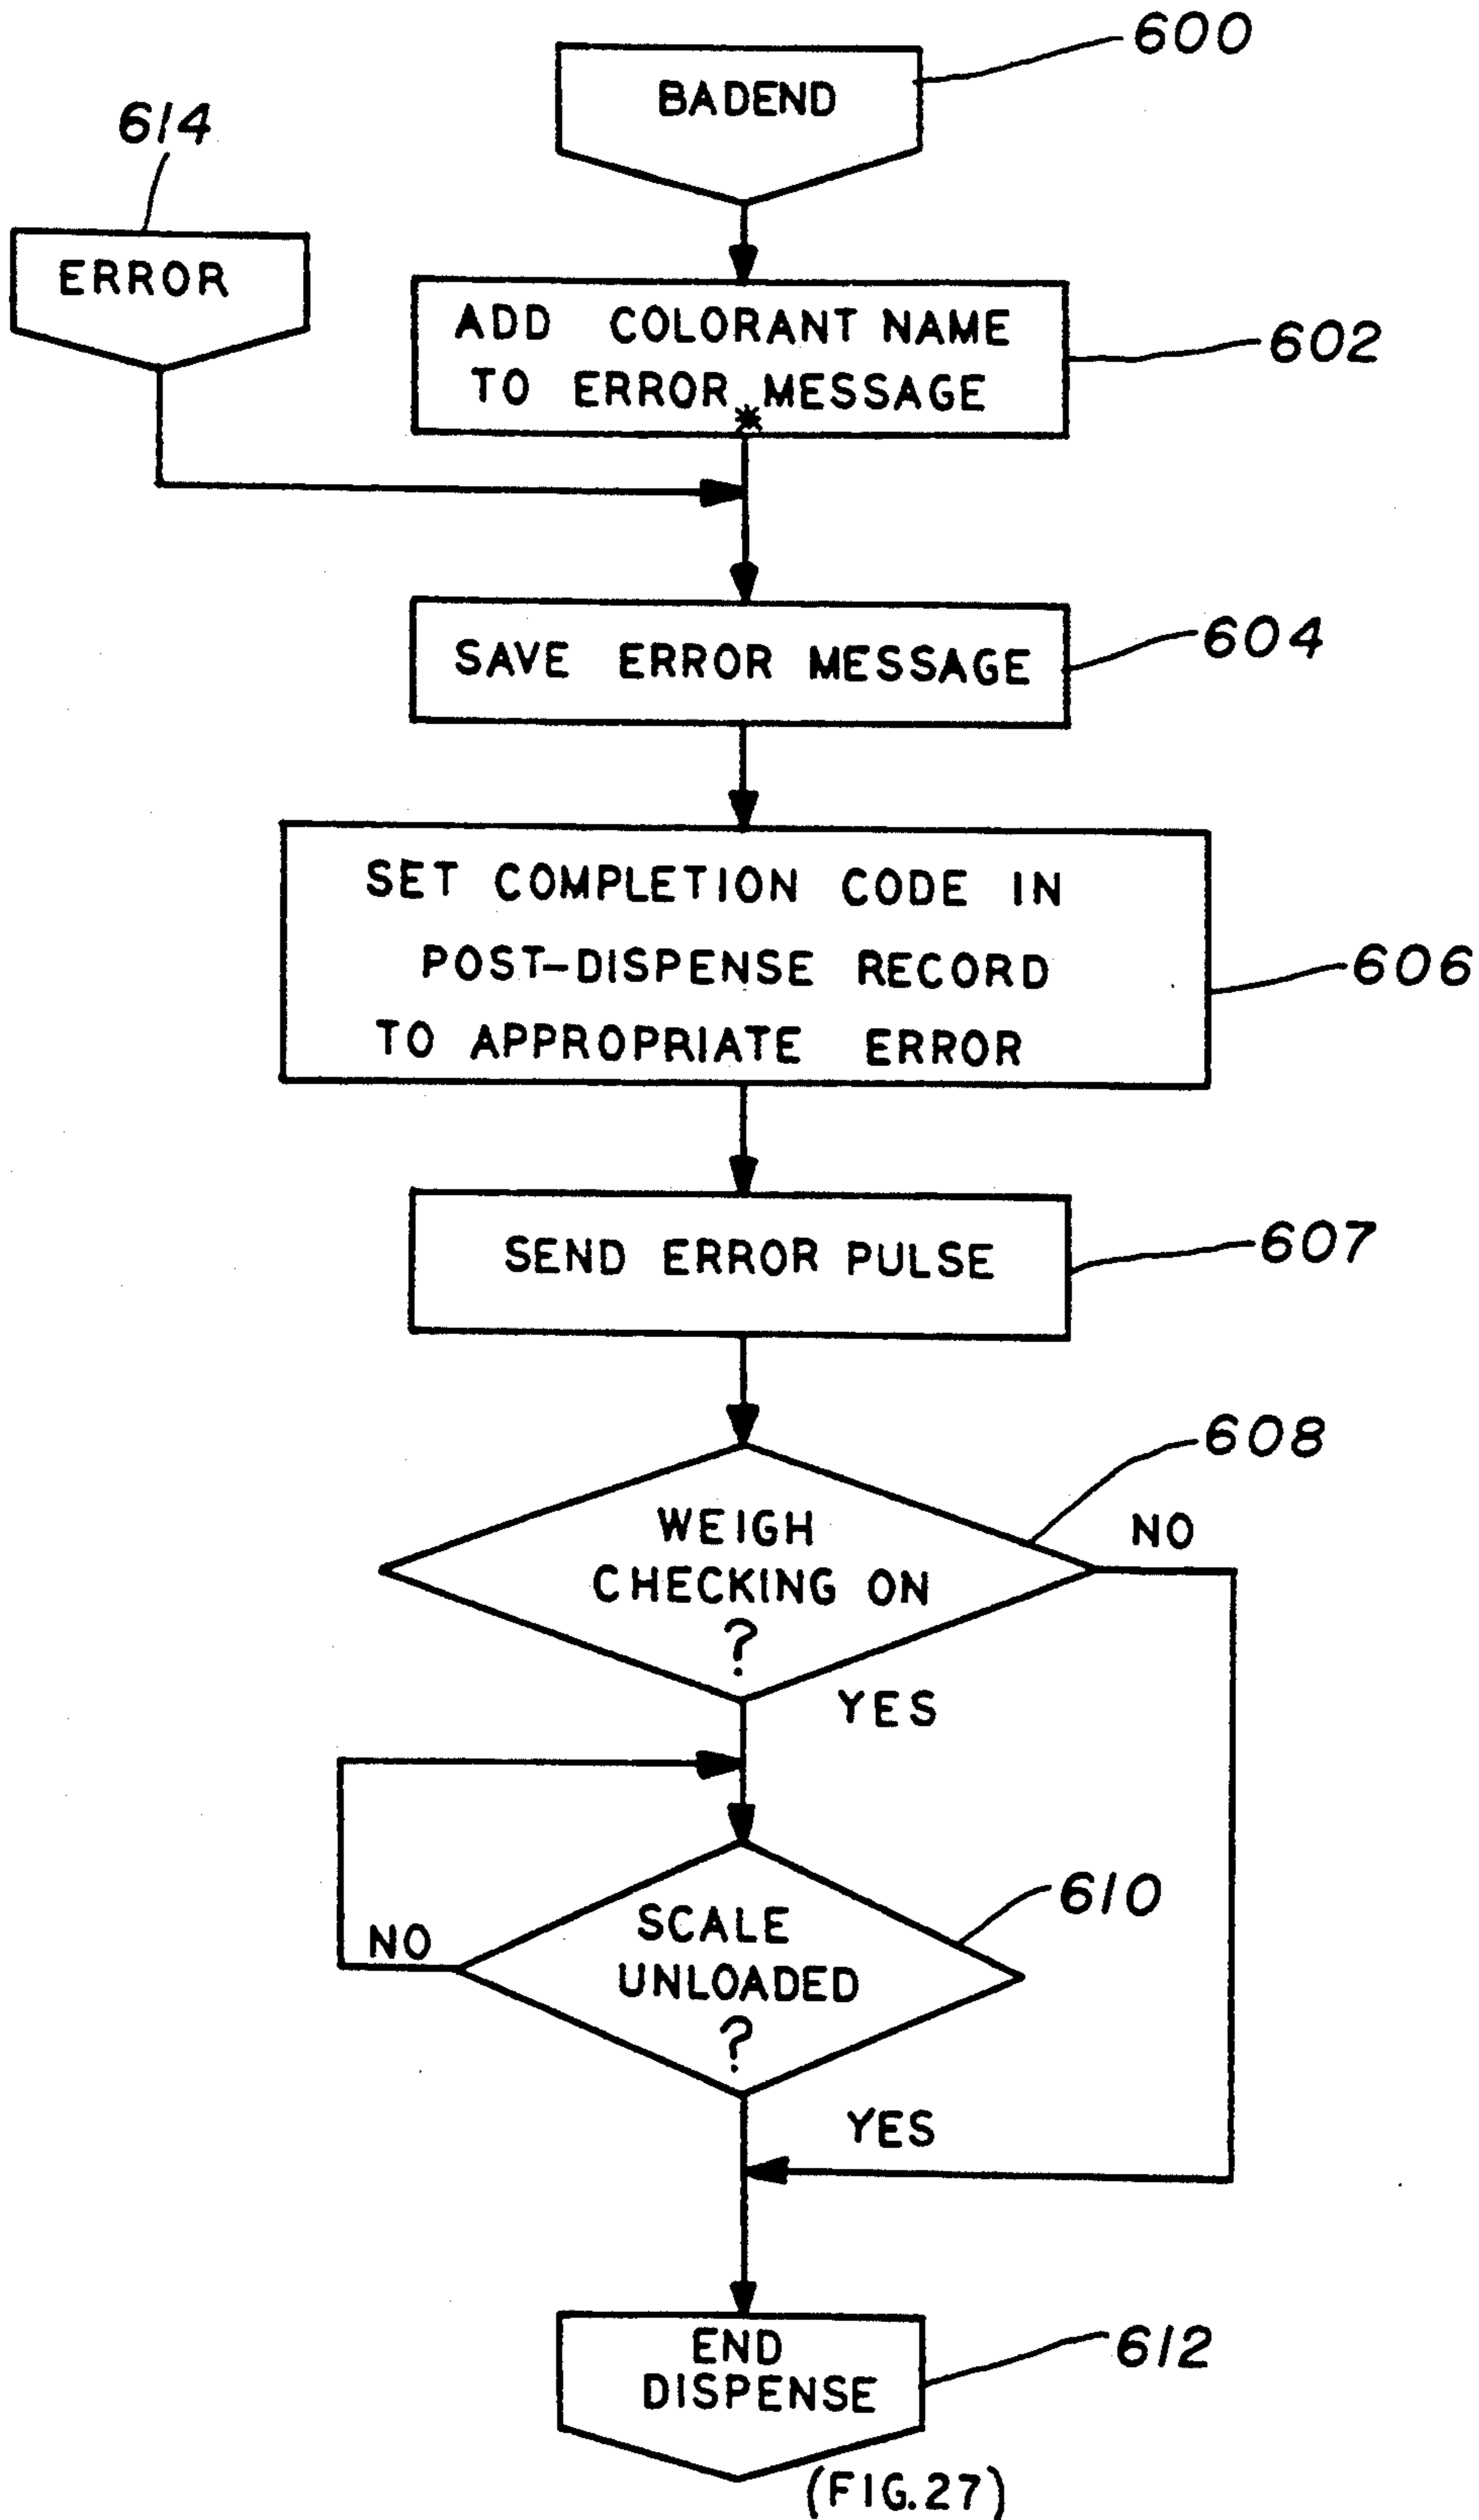 600
BADEND
614
ERROR
ADD COLORANT NAME
TO ERROR MESSAGE
*
602
SAVE ERROR MESSAGE
604
SET COMPLETION CODE IN
POST-DISPENSE RECORD
TO APPROPRIATE ERROR
606
SEND ERROR PULSE
607
608
WEIGH
CHECKING ON
?
NO
YES
610
SCALE
UNLOADED
?
NO
YES
END
DISPENSE
612
(FIG.27)